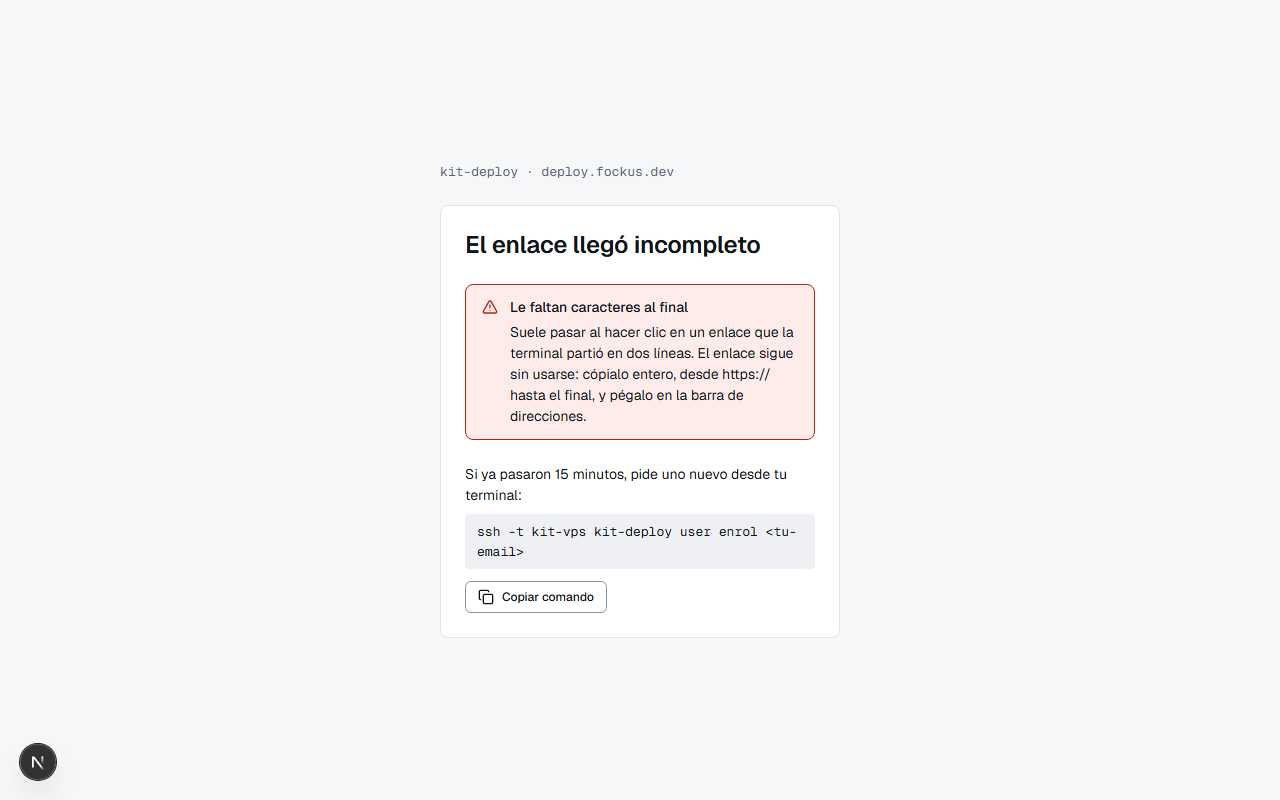 kit-deploy · deploy.fockus.dev
El enlace llegó incompleto
Le faltan caracteres al final
Suele pasar al hacer clic en un enlace que la
terminal partió en dos líneas. El enlace sigue
sin usarse: cópialo entero, desde https://
hasta el final, y pégalo en la barra de
direcciones.
Si ya pasaron 15 minutos, pide uno nuevo desde tu
terminal:
ssh -t kit-vps kit-deploy user enrol <tu-
email>
Copiar comando
N